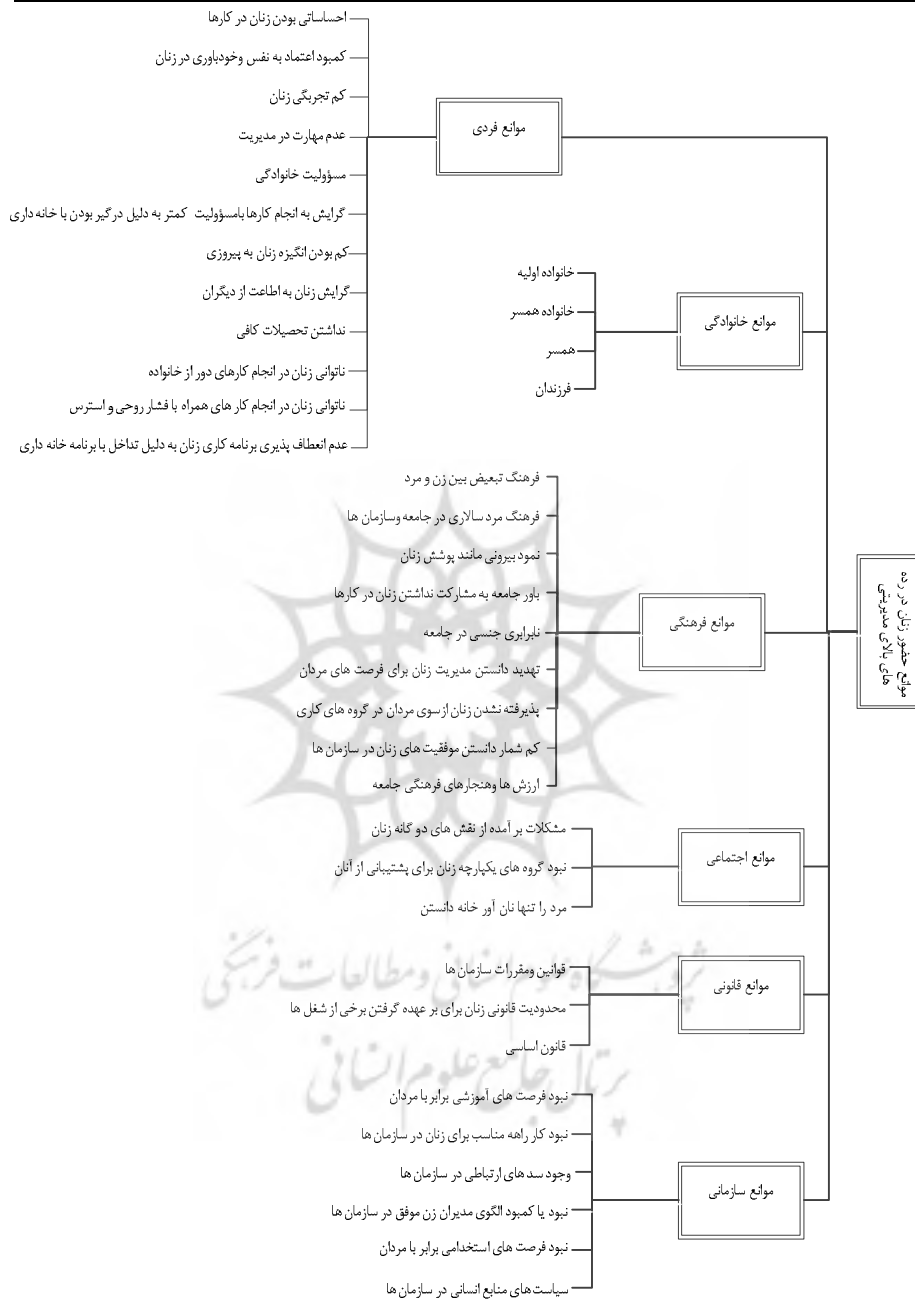 موانع حضور زنان در رده
های بالای مدیریتی
موانع فردی
احساساتی بودن زنان در کارها
کمبود اعتماد به نفس وخودباوری در زنان
کم تجربگی زنان
عدم مهارت در مدیریت
مسؤولیت خانوادگی
گرایش به انجام کارها بامسؤولیت کمتر به دلیل درگیر بودن با خانه داری
کم بودن انگیزه زنان به پیروزی
گرایش زنان به اطاعت از دیگران
نداشتن تحصیلات کافی
ناتوانی زنان در انجام کارهای دور از خانواده
ناتوانی زنان در انجام کار های همراه با فشار روحی و استرس
عدم انعطاف پذیری برنامه کاری زنان به دلیل تداخل با برنامه خانه داری
موانع خانوادگی
خانواده اولیه
خانواده همسر
همسر
فرزندان
موانع فرهنگی
فرهنگ تبعیض بین زن و مرد
فرهنگ مرد سالاری در جامعه وسازمان ها
نمود بیرونی مانند پوشش زنان
باور جامعه به مشارکت نداشتن زنان در کارها
نابرابری جنسی در جامعه
تهدید دانستن مدیریت زنان برای فرصت های مردان
پذیرفته نشدن زنان ازسوی مردان در گروه های کاری
کم شمار دانستن موفقیت های زنان در سازمان ها
ارزش ها وهنجارهای فرهنگی جامعه
موانع اجتماعی
مشکلات بر آمده از نقش های دو گانه زنان
نبود گروه های یکپارچه زنان برای پشتیبانی از آنان
مرد را تنها نان آور خانه دانستن
موانع قانونی
قوانین ومقررات سازمان ها
محدودیت قانونی زنان برای بر عهده گرفتن برخی از شغل ها
قانون اساسی
موانع سازمانی
نبود فرصت های آموزشی برابر با مردان
نبود کار راهه مناسب برای زنان در سازمان ها
وجود سد های ارتباطی در سازمان ها
نبود یا کمبود الگوی مدیران زن موفق در سازمان ها
نبود فرصت های استخدامی برابر با مردان
سیاست های منابع انسانی در سازمان ها
پژوهشگاه علوم انسانی و مطالعات فرهنگی
پرتال جامع علوم انسانی